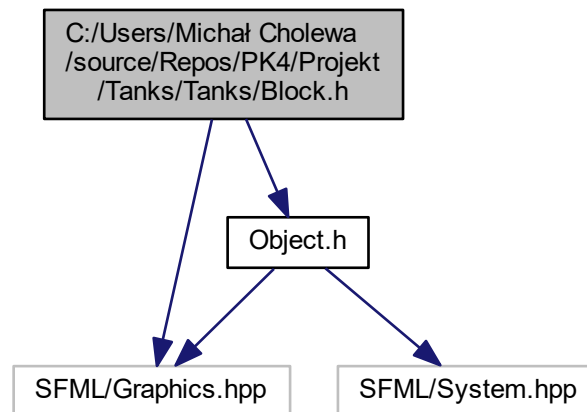 C:/Users/Michał Cholewa
/source/Repos/PK4/Projekt
/Tanks/Tanks/Block.h
Object.h
SFML/Graphics.hpp
SFML/System.hpp